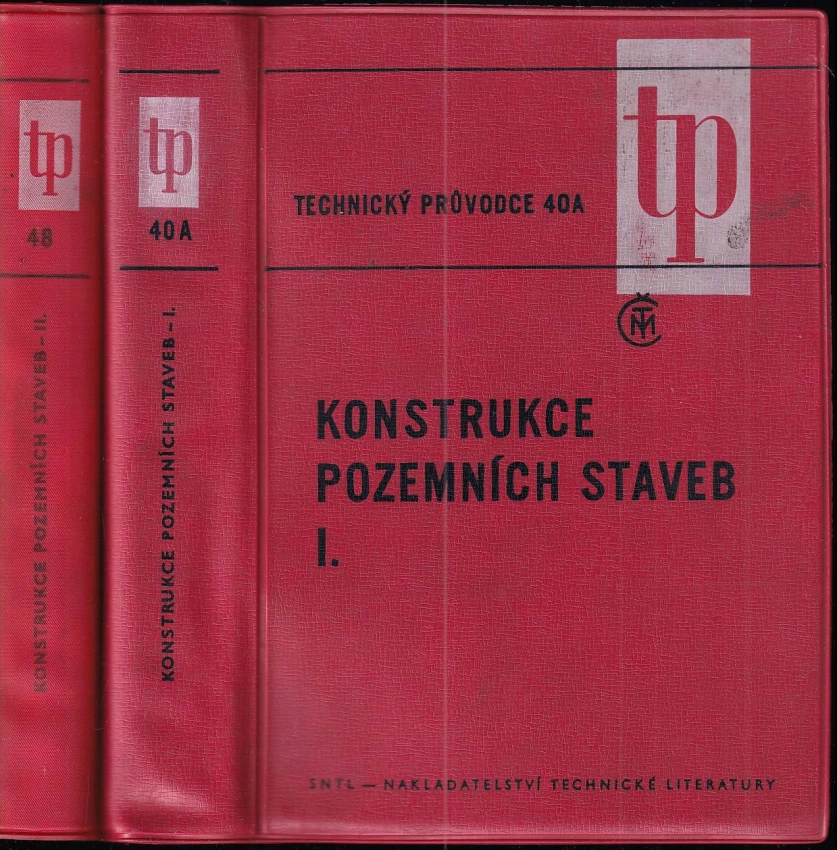 tp
48
KONSTRUKCE POZEMNÍCH STAVEB - II.
tp
40A
KONSTRUKCE POZEMNÍCH STAVEB - I.
tp
TECHNICKÝ PRŮVODCE 40A
KONSTRUKCE
POZEMNÍCH STAVEB
I.
SNTL — NAKLADATELSTVÍ TECHNICKÉ LITERATURY